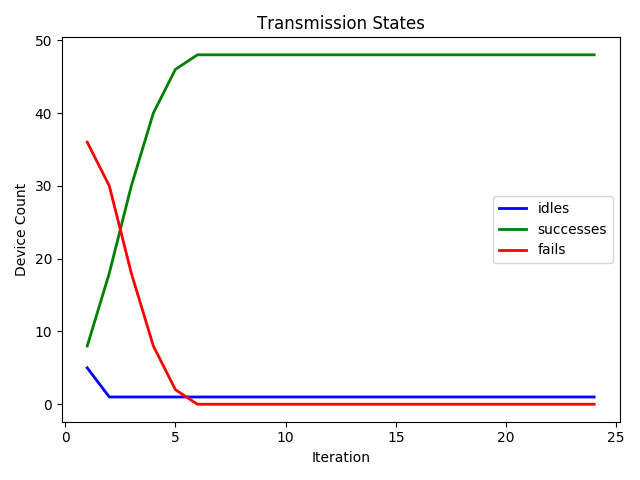 Transmission States
Device Count
50
40
30
20
10
0
idles
successes
fails
0 5 10 15 20 25
Iteration